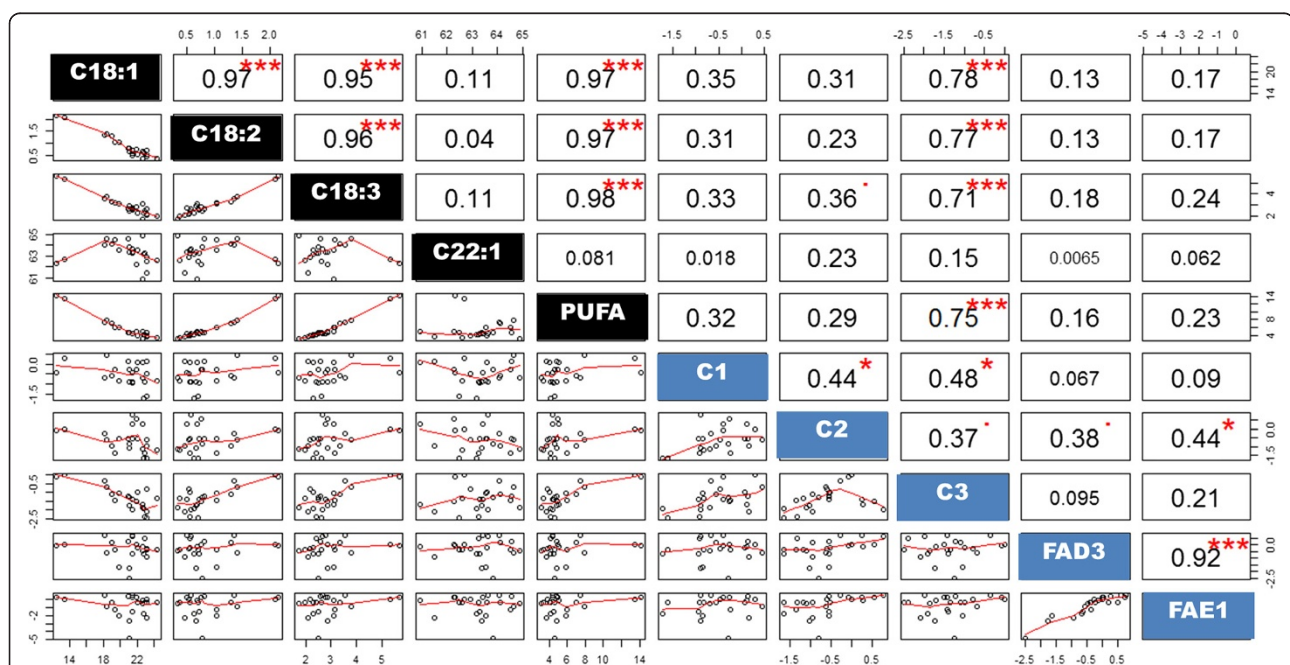 0.5 1.0 1.5 2.0 61 62 63 64 65 -1.5 -0.5 0.5 -2.5 -1.5 -0.5 -5 -4 -3 -2 -1 0
C18:1 0.97*** 0.95*** 0.11 0.97*** 0.35 0.31 0.78*** 0.13 0.17 14 20
0.5 1.5 C18:2 0.96*** 0.04 0.97*** 0.31 0.23 0.77*** 0.13 0.17
C18:3 0.11 0.98*** 0.33 0.36. 0.71*** 0.18 0.24 2 4
61 63 65 C22:1 0.081 0.018 0.23 0.15 0.0065 0.062
PUFA 0.32 0.29 0.75*** 0.16 0.23 4 8 14
-1.5 0.0 C1 0.44* 0.48* 0.067 0.09
C2 0.37. 0.38. 0.44* -1.5 0.0
-2.5 -0.5 C3 0.095 0.21
FAD3 0.92*** -2.5 0.0
-5 -2 FAE1
14 18 22 2 3 4 5 4 6 8 10 14 -1.5 -0.5 0.5 -2.5 -1.5 -0.5 0.5